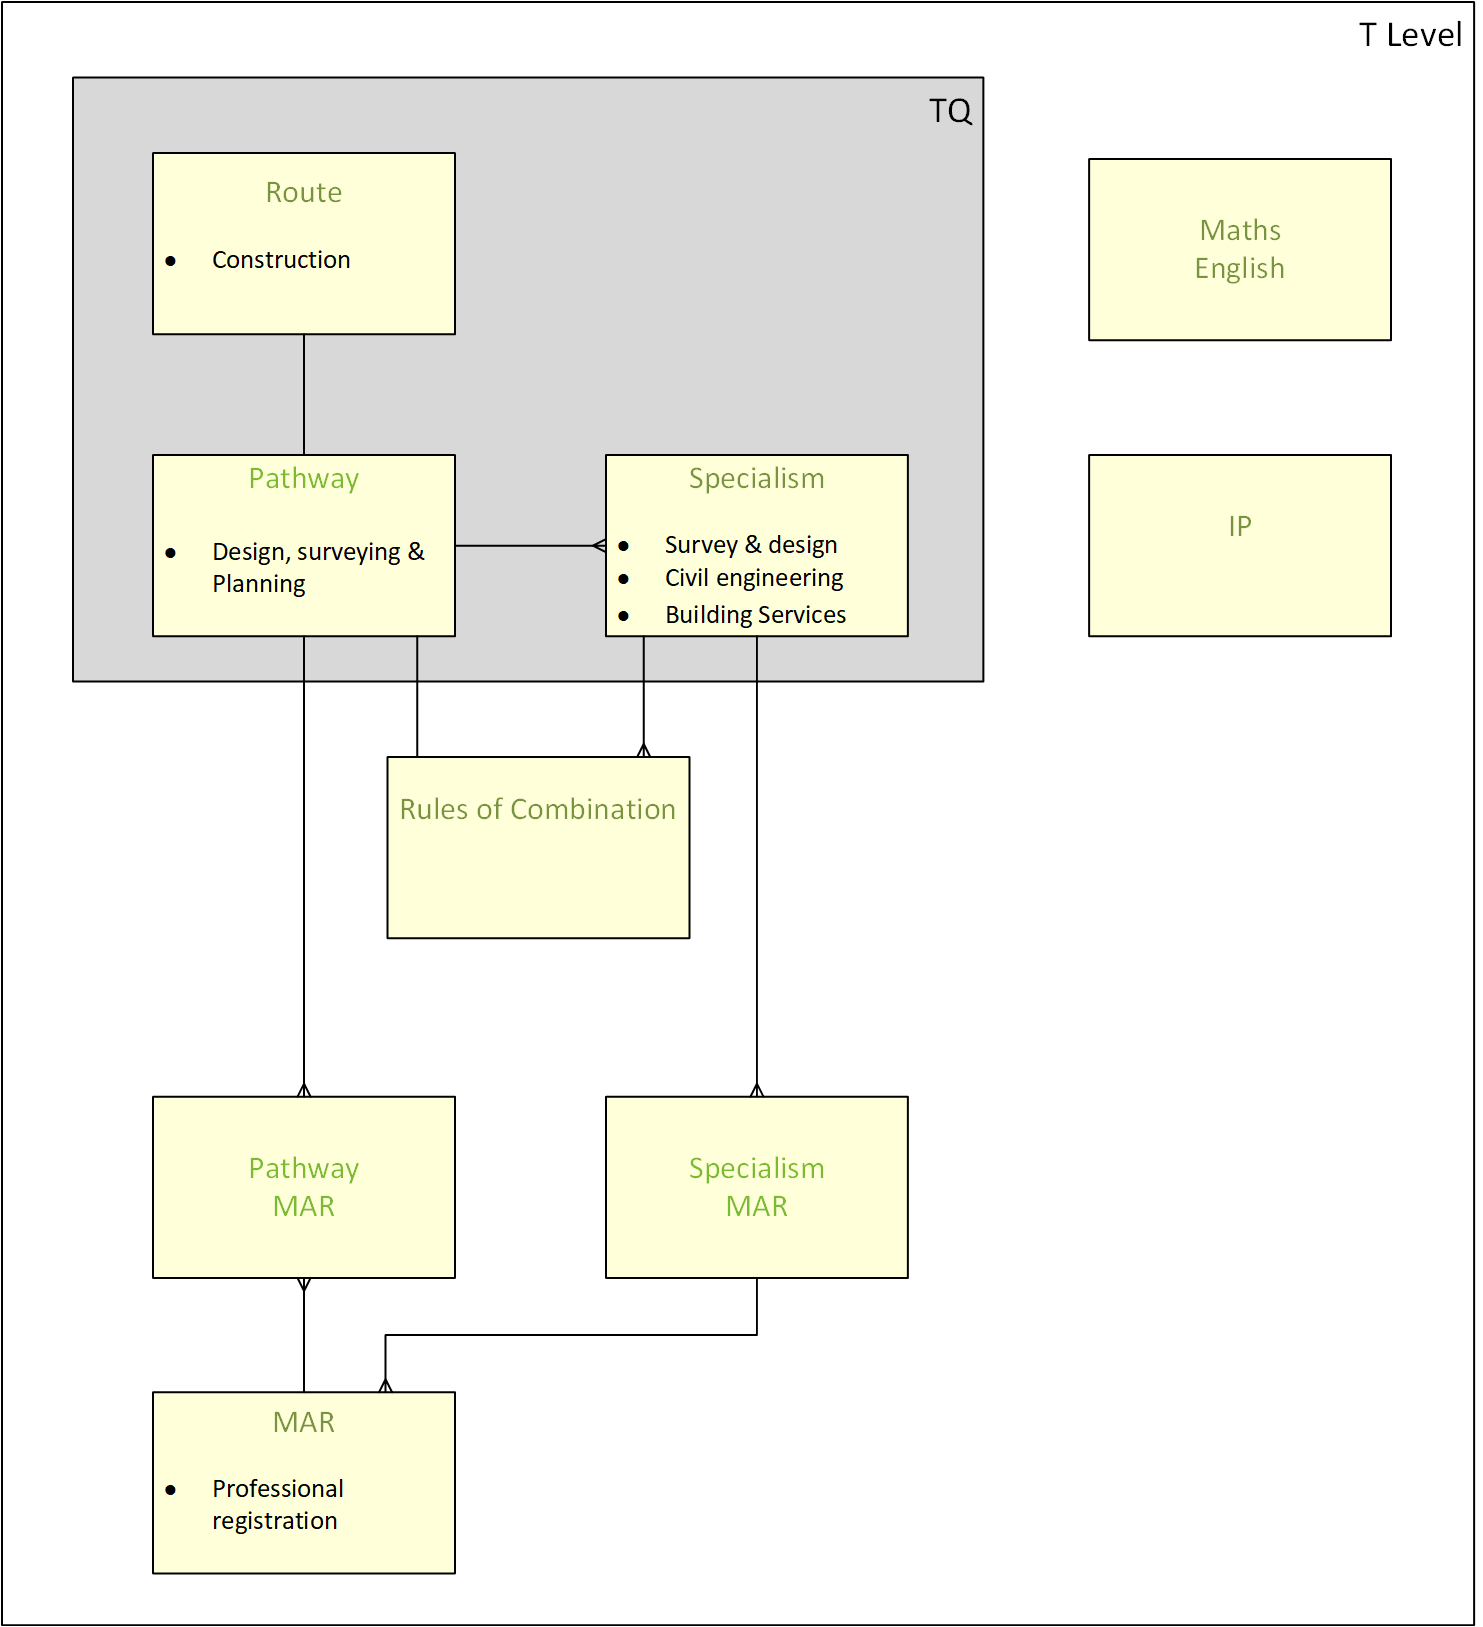 T Level
TQ
Route
● Construction
Maths
English
Pathway
● Design, surveying &
Planning
Specialism
● Survey & design
● Civil engineering
● Building Services
IP
Rules of Combination
Pathway
MAR
Specialism
MAR
MAR
● Professional
registration